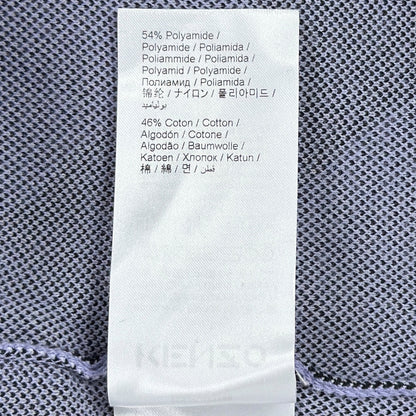 54% Polyamide /
Polyamide / Poliamida /
Poliammide / Poliamida /
Polyamid / Polyamide /
Полиамид / Poliamida /
锦纶 / ナイロン / 폴리아미드 /
بوليامید
46% Coton / Cotton /
Algodón / Cotone /
Algodão / Baumwolle /
Katoen / Хлопок / Katun /
棉 / 綿 / 면 / قطن
KENZO